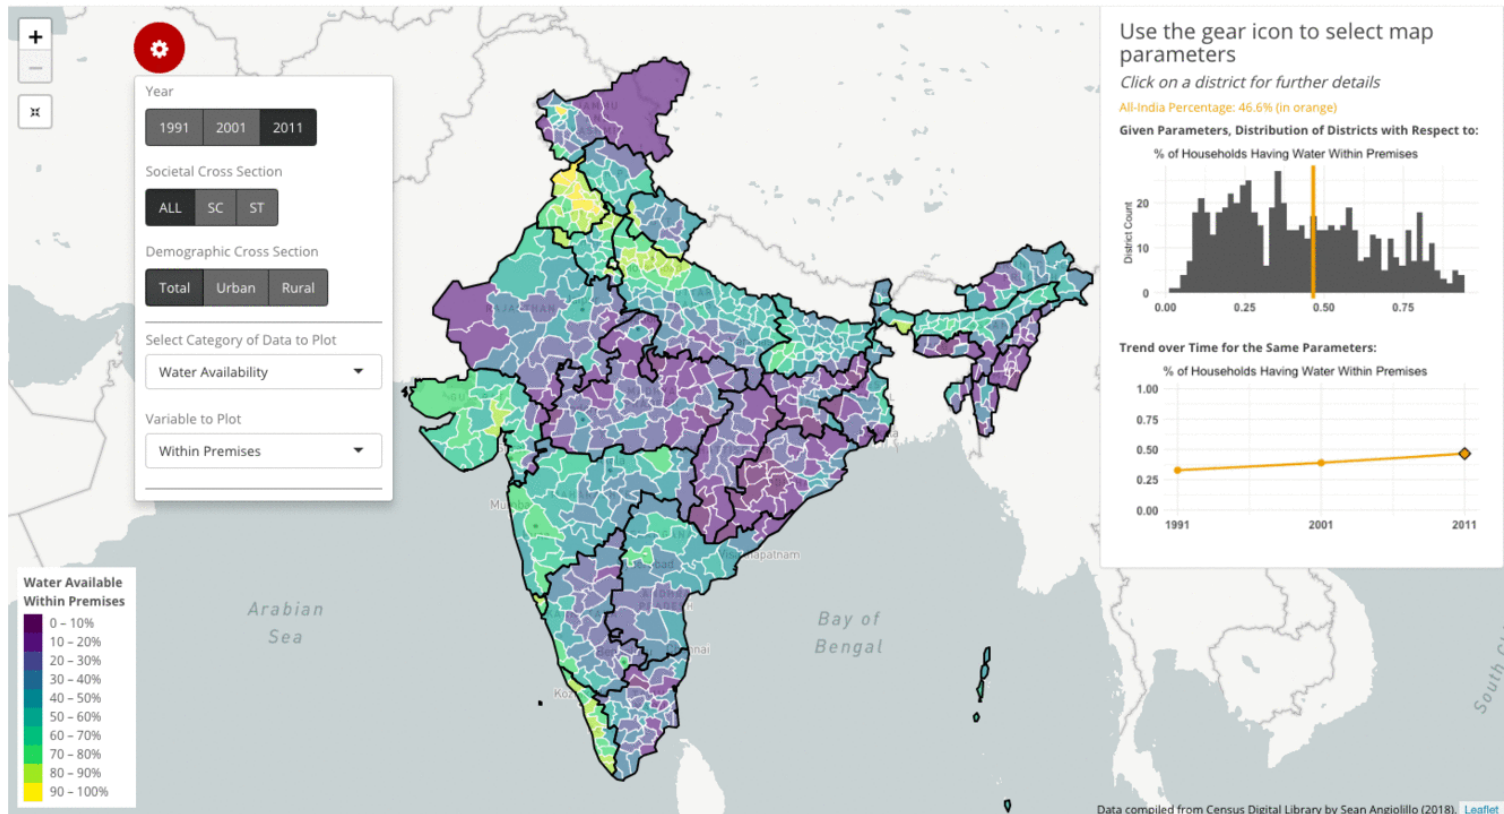 +
−
Year
1991 2001 2011
Societal Cross Section
ALL SC ST
Demographic Cross Section
Total Urban Rural
Select Category of Data to Plot
Water Availability
Variable to Plot
Within Premises
Water Available
Within Premises
0 – 10%
10 – 20%
20 – 30%
30 – 40%
40 – 50%
50 – 60%
60 – 70%
70 – 80%
80 – 90%
90 – 100%
Arabian
Sea
Bay of
Bengal
Use the gear icon to select map
parameters
Click on a district for further details
All-India Percentage: 46.6% (in orange)
Given Parameters, Distribution of Districts with Respect to:
% of Households Having Water Within Premises
District Count
20
10
0
0.00 0.25 0.50 0.75
Trend over Time for the Same Parameters:
% of Households Having Water Within Premises
1.00
0.75
0.50
0.25
0.00
1991 2001 2011
South
Data compiled from Census Digital Library by Sean Angiolillo (2018). Leaflet